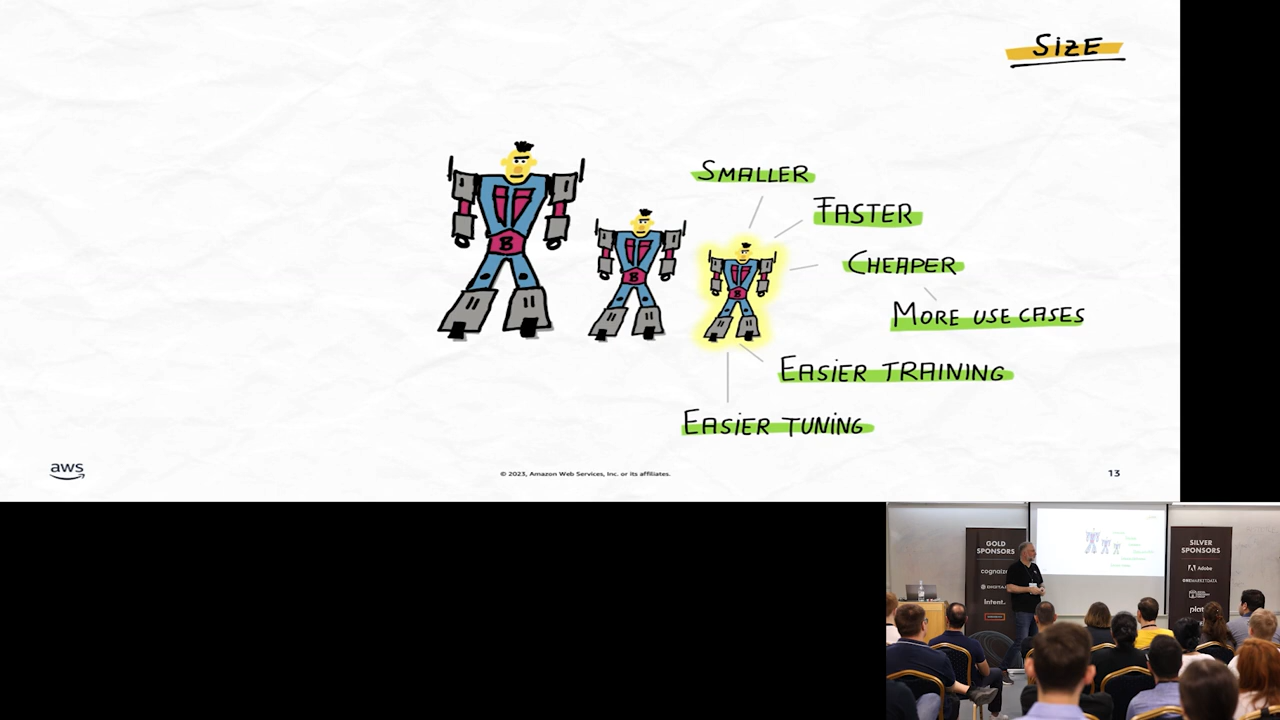 SIZE
SMALLER
FASTER
CHEAPER
MORE USE CASES
EASIER TRAINING
EASIER TUNING
B
B
B
aws
© 2023, Amazon Web Services, Inc. or its affiliates.
13
GOLD
SPONSORS
Intent.
SILVER
SPONSORS
Adobe